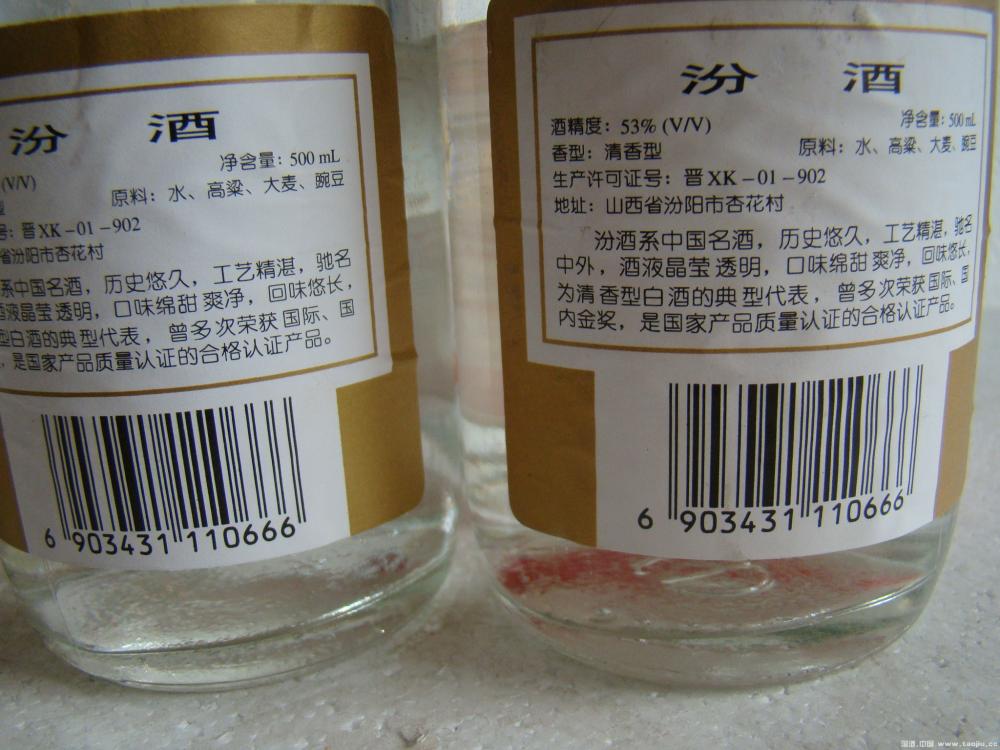 汾 酒
净含量：500 mL
(V/V)
原料：水、高粱、大麦、豌豆
型
号：晋XK-01-902
省汾阳市杏花村
系中国名酒，历史悠久，工艺精湛，驰名
酒液晶莹透明，口味绵甜爽净，回味悠长，
型白酒的典型代表，曾多次荣获国际、国
，是国家产品质量认证的合格认证产品。
6 903431 110666
汾 酒
酒精度：53% (V/V)
净含量：500 mL
香型：清香型
原料：水、高粱、大麦、豌豆
生产许可证号：晋XK-01-902
地址：山西省汾阳市杏花村
汾酒系中国名酒，历史悠久，工艺精湛，驰名
中外，酒液晶莹透明，口味绵甜爽净，回味悠长，
为清香型白酒的典型代表，曾多次荣获国际、国
内金奖，是国家产品质量认证的合格认证产品。
6 903431 110666
淘酒.中国 www.taojiu.cc